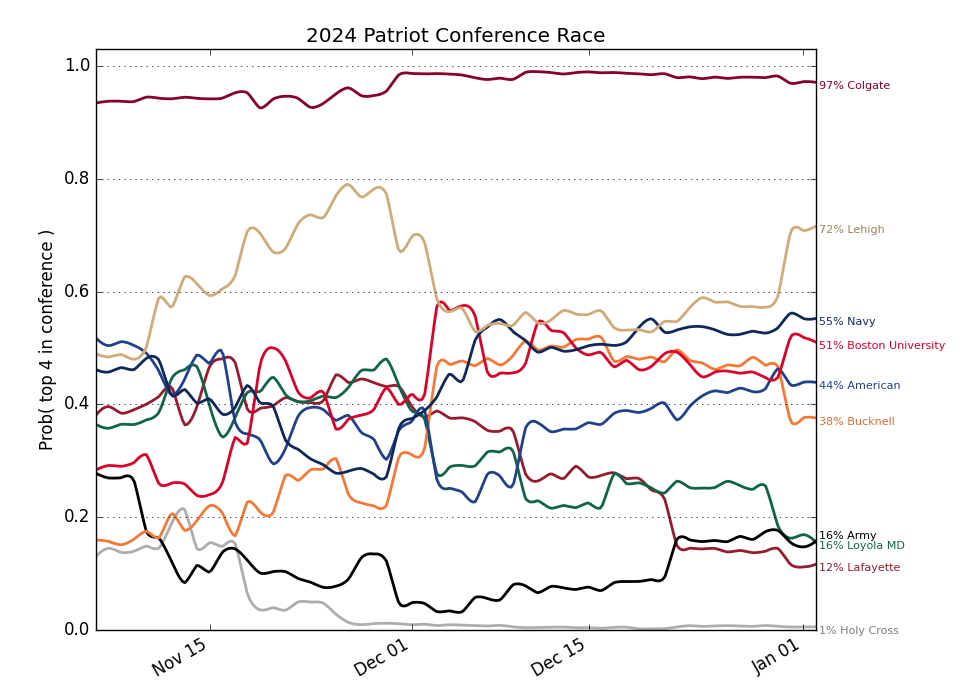 2024 Patriot Conference Race
Prob( top 4 in conference )
1.0
0.8
0.6
0.4
0.2
0.0
Nov 15
Dec 01
Dec 15
Jan 01
97% Colgate
72% Lehigh
55% Navy
51% Boston University
44% American
38% Bucknell
16% Army
16% Loyola MD
12% Lafayette
1% Holy Cross